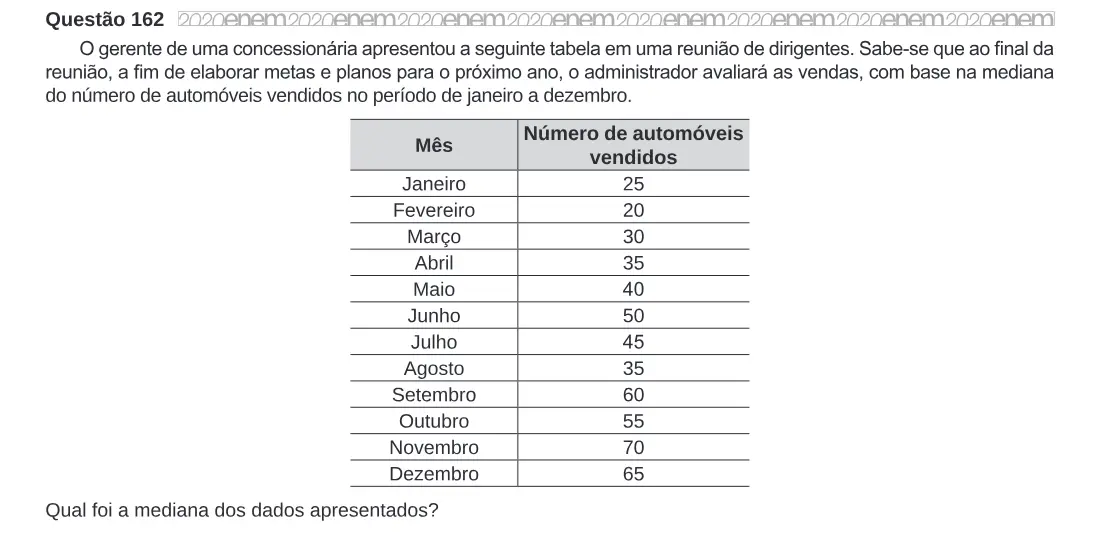 Questão 162 2020enem2020enem2020enem2020enem2020enem2020enem2020enem2020enem
O gerente de uma concessionária apresentou a seguinte tabela em uma reunião de dirigentes. Sabe-se que ao final da
reunião, a fim de elaborar metas e planos para o próximo ano, o administrador avaliará as vendas, com base na mediana
do número de automóveis vendidos no período de janeiro a dezembro.
Mês Número de automóveis
vendidos
Janeiro 25
Fevereiro 20
Março 30
Abril 35
Maio 40
Junho 50
Julho 45
Agosto 35
Setembro 60
Outubro 55
Novembro 70
Dezembro 65
Qual foi a mediana dos dados apresentados?